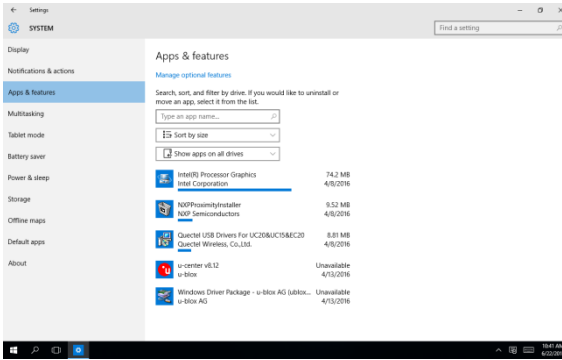 Settings
SYSTEM
Find a setting
Display
Notifications & actions
Apps & features
Multitasking
Tablet mode
Battery saver
Power & sleep
Storage
Offline maps
Default apps
About
Apps & features
Manage optional features
Search, sort, and filter by drive. If you would like to uninstall or
move an app, select it from the list.
Type an app name...
Sort by size
Show apps on all drives
Intel(R) Processor Graphics 74.2 MB
Intel Corporation 4/8/2016
NXPProximityInstaller 9.52 MB
NXP Semiconductors 4/8/2016
Quectel USB Drivers For UC20&UC15&EC20 8.81 MB
Quectel Wireless, Co.,Ltd. 4/8/2016
u-center v8.12 Unavailable
u-blox 4/13/2016
Windows Driver Package - u-blox AG (ublox... Unavailable
u-blox AG 4/13/2016
10:41 AM